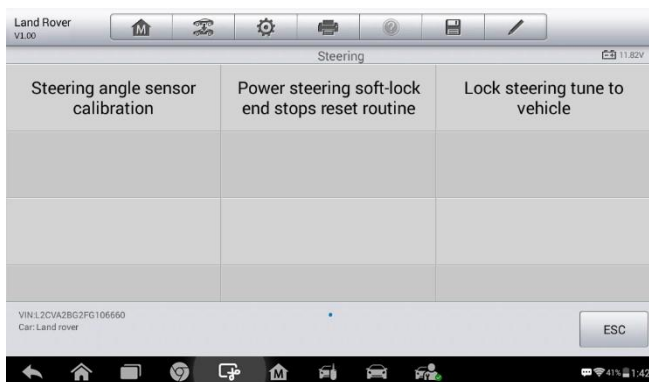 Land Rover
V1.00
Steering
11.82V
Steering angle sensor
calibration
Power steering soft-lock
end stops reset routine
Lock steering tune to
vehicle
VIN:L2CVA2BG2FG106660
Car: Land rover
ESC
41%
1:42